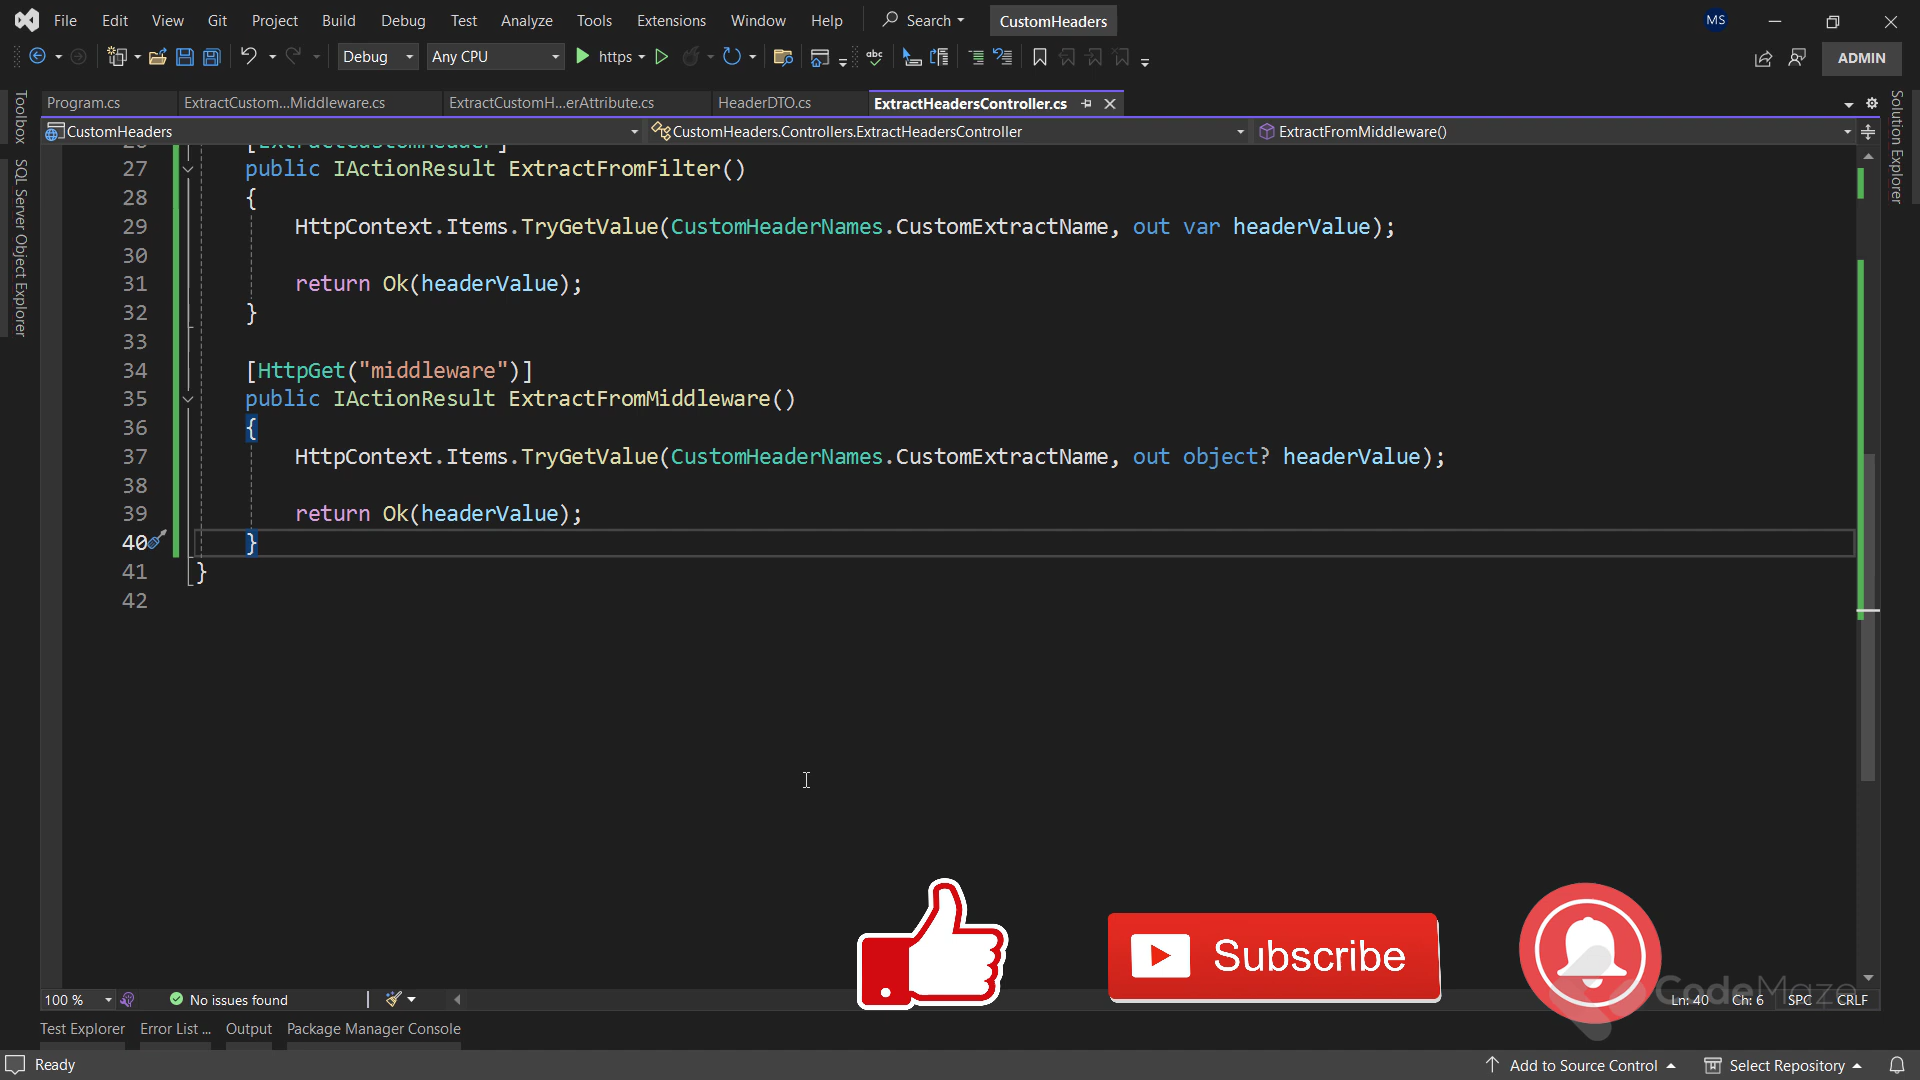 File Edit View Git Project Build Debug Test Analyze Tools Extensions Window Help Search CustomHeaders MS
Debug Any CPU https ADMIN
Program.cs ExtractCustom...Middleware.cs ExtractCustomH...erAttribute.cs HeaderDTO.cs ExtractHeadersController.cs
CustomHeaders CustomHeaders.Controllers.ExtractHeadersController ExtractFromMiddleware()
Toolbox
SQL Server Object Explorer
Solution Explorer
26 [ExtractCustomHeader]
27 public IActionResult ExtractFromFilter()
28 {
29 HttpContext.Items.TryGetValue(CustomHeaderNames.CustomExtractName, out var headerValue);
30
31 return Ok(headerValue);
32 }
33
34 [HttpGet("middleware")]
35 public IActionResult ExtractFromMiddleware()
36 {
37 HttpContext.Items.TryGetValue(CustomHeaderNames.CustomExtractName, out object? headerValue);
38
39 return Ok(headerValue);
40 }
41 }
42
Subscribe
CodeMaze
100 % No issues found Ln: 40 Ch: 6 SPC CRLF
Test Explorer Error List ... Output Package Manager Console
Ready Add to Source Control Select Repository